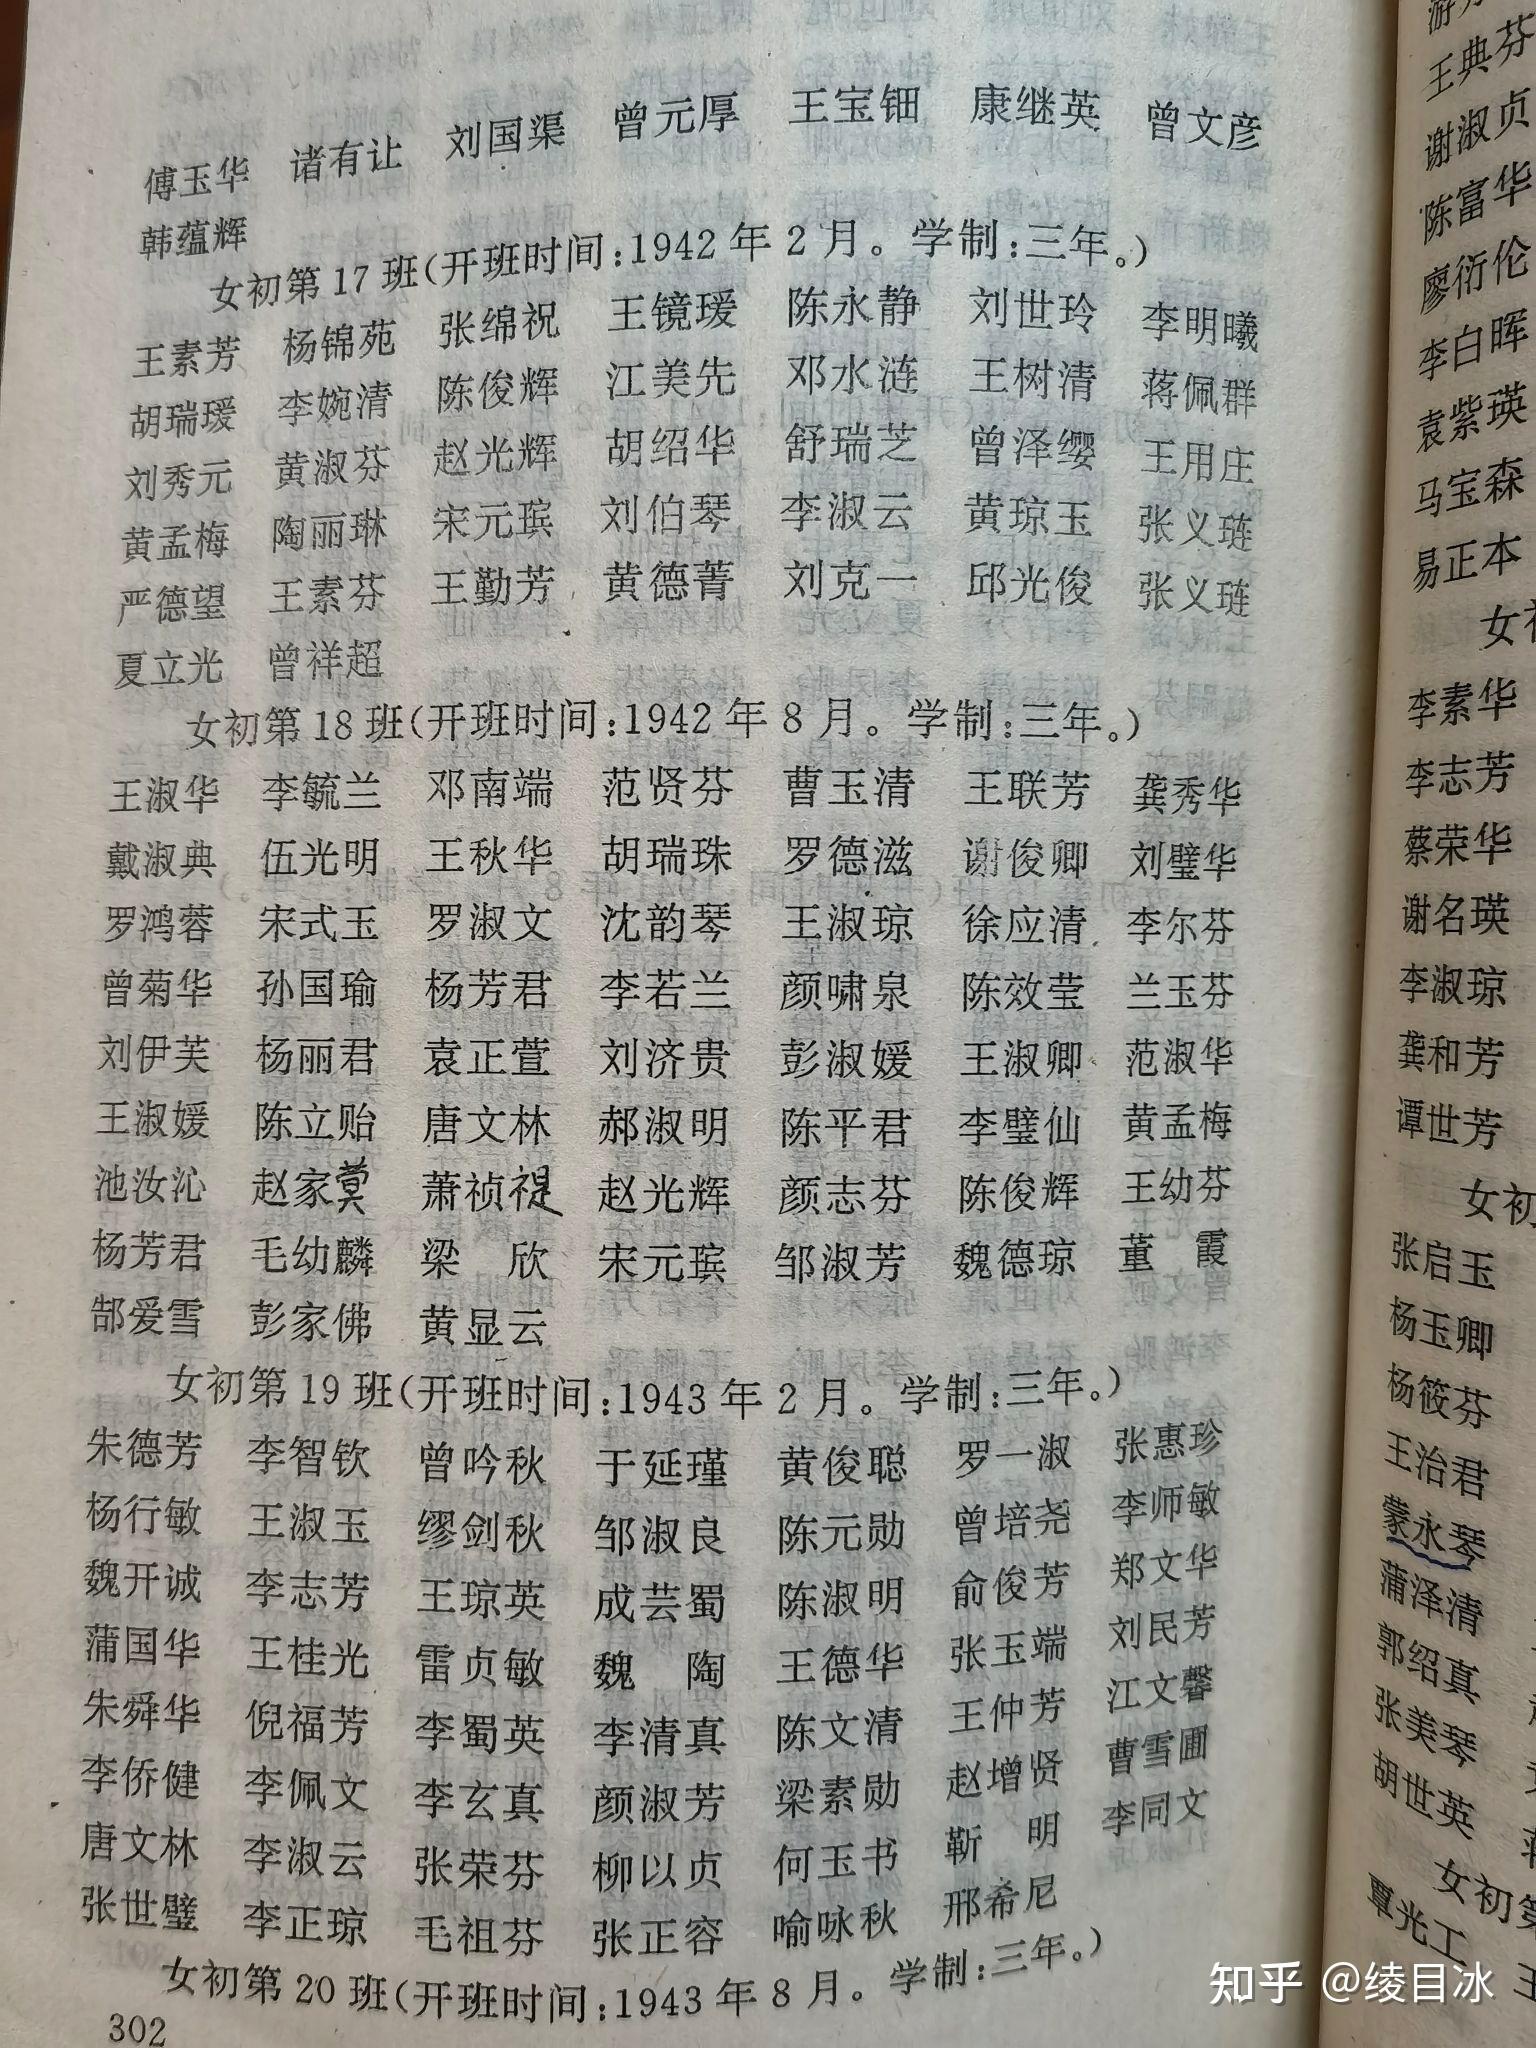 傅玉华 诸有让 刘国渠 曾元厚 王宝钿 康继英 曾文彦
韩蕴辉
女初第17班(开班时间:1942年2月。学制:三年。)
王素芳 杨锦苑 张绵祝 王镜瑗 陈永静 刘世玲 李明曦
胡瑞瑗 李婉清 陈俊辉 江美先 邓水涟 王树清 蒋佩群
刘秀元 黄淑芬 赵光辉 胡绍华 舒瑞芝 曾泽缨 王用庄
黄孟梅 陶丽琳 宋元瑸 刘伯琴 李淑云 黄琼玉 张义琏
严德望 王素芬 王勤芳 黄德菁 刘克一 邱光俊 张义琏
夏立光 曾祥超
女初第18班(开班时间:1942年8月。学制:三年。)
王淑华 李毓兰 邓南端 范贤芬 曹玉清 王联芳 龚秀华
戴淑典 伍光明 王秋华 胡瑞珠 罗德滋 谢俊卿 刘璧华
罗鸿蓉 宋式玉 罗淑文 沈韵琴 王淑琼 徐应清 李尔芬
曾菊华 孙国瑜 杨芳君 李若兰 颜啸泉 陈效莹 兰玉芬
刘伊芙 杨丽君 袁正萱 刘济贵 彭淑媛 王淑卿 范淑华
王淑媛 陈立贻 唐文林 郝淑明 陈平君 李璧仙 黄孟梅
池汝沁 赵家蓂 萧祯禔 赵光辉 颜志芬 陈俊辉 王幼芬
杨芳君 毛幼麟 梁 欣 宋元瑸 邹淑芳 魏德琼 董 霞
郜爱雪 彭家佛 黄显云
女初第19班(开班时间:1943年2月。学制:三年。)
朱德芳 李智钦 曾吟秋 于延瑾 黄俊聪 罗一淑 张惠珍
杨行敏 王淑玉 缪剑秋 邹淑良 陈元勋 曾培尧 李师敏
魏开诚 李志芳 王琼英 成芸蜀 陈淑明 俞俊芳 郑文华
蒲国华 王桂光 雷贞敏 魏 陶 王德华 张玉端 刘民芳
朱舜华 倪福芳 李蜀英 李清真 陈文清 王仲芳 江文馨
李侨健 李佩文 李玄真 颜淑芳 梁素勋 赵增贤 曹雪圃
唐文林 李淑云 张荣芬 柳以贞 何玉书 靳 明 李同文
张世璧 李正琼 毛祖芬 张正容 喻咏秋 邢希尼
女初第20班(开班时间:1943年8月。学制:三年。)
302
王典芬
谢淑贞
陈富华
廖衍伦
李白晖
袁紫瑛
马宝森
易正本
女初
李素华
李志芳
蔡荣华
谢名瑛
李淑琼
龚和芳
谭世芳
女初
张启玉
杨玉卿
杨筱芬
王治君
蒙永琴
蒲泽清
郭绍真
张美琴
胡世英
女初第
覃光工
知乎 @绫目冰